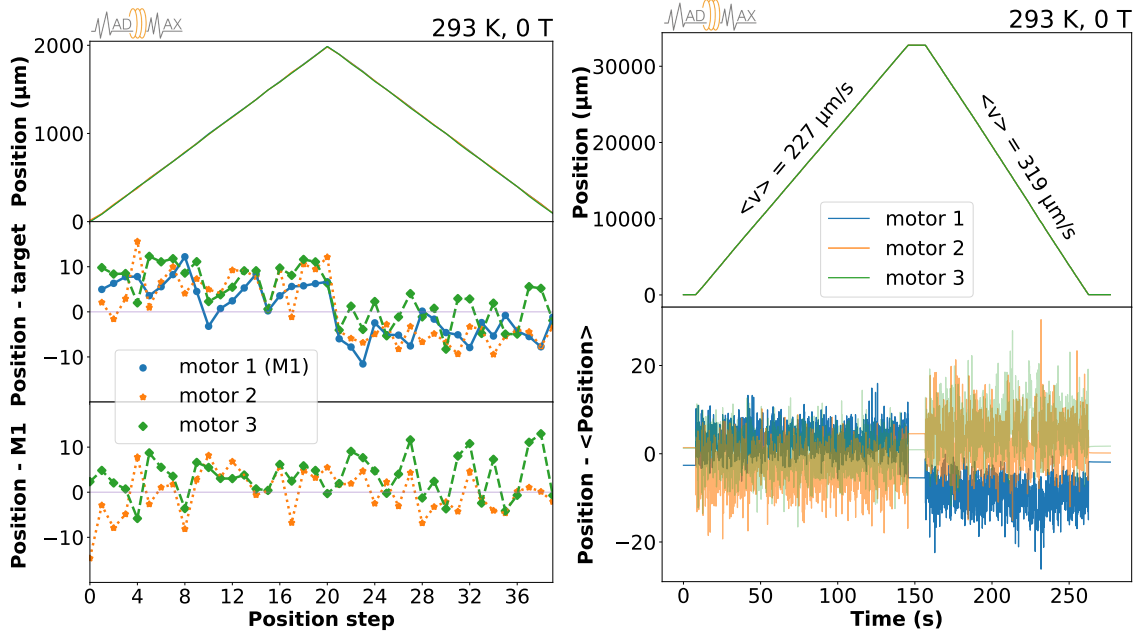 MADMAX
293 K, 0 T
Position (μm)
2000
1000
0
Position - target
10
0
−10
motor 1 (M1)
motor 2
motor 3
Position - M1
10
0
−10
0 4 8 12 16 20 24 28 32 36
Position step
MADMAX
293 K, 0 T
Position (μm)
30000
20000
10000
0
<v> = 227 μm/s
<v> = 319 μm/s
motor 1
motor 2
motor 3
Position - <Position>
20
0
−20
0 50 100 150 200 250
Time (s)